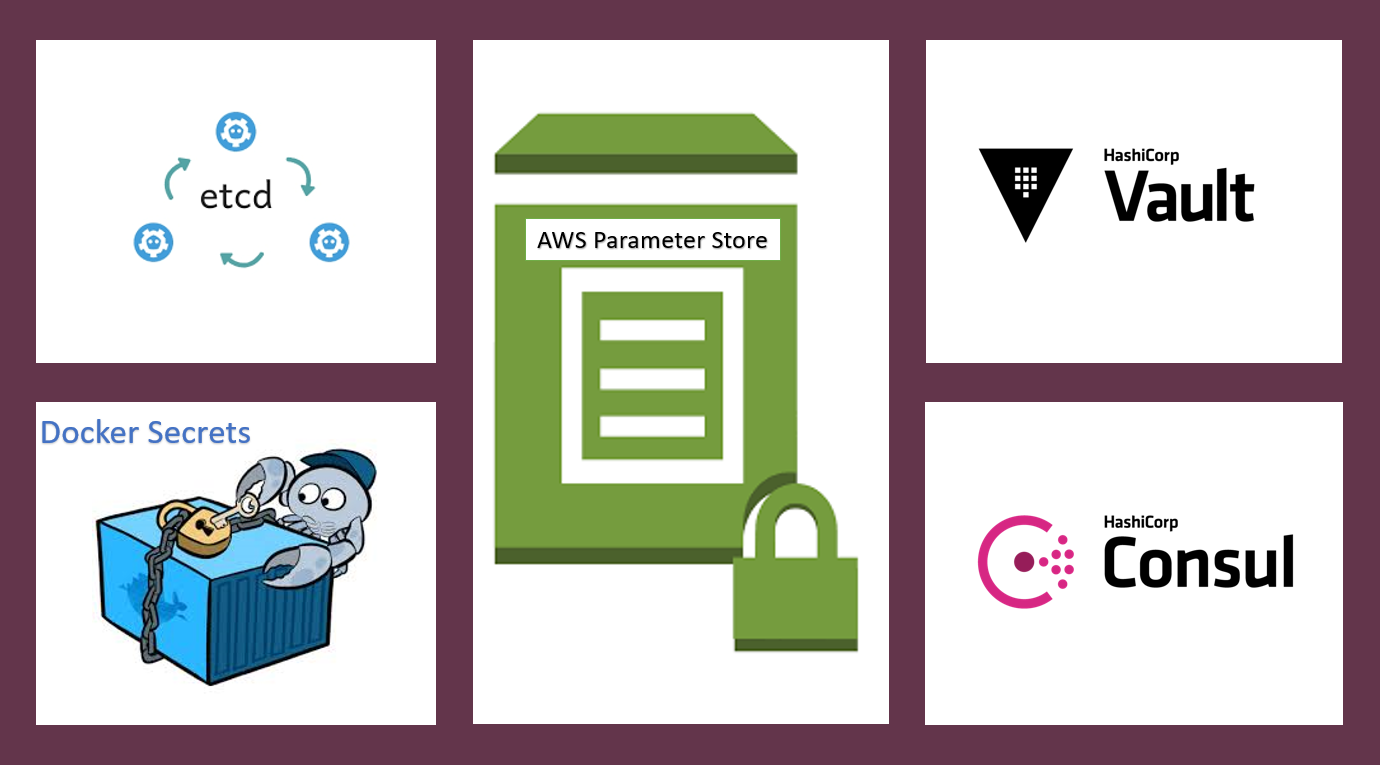 etcd
Docker Secrets
AWS Parameter Store
HashiCorp
Vault
HashiCorp
Consul